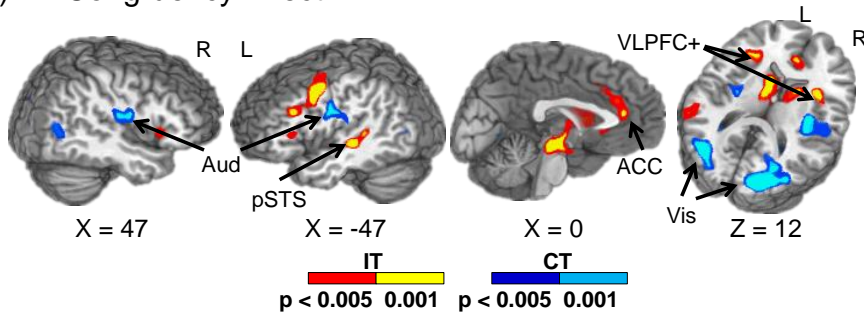 L
R L VLPFC+ R
Aud
pSTS
ACC
Vis
X = 47 X = -47 X = 0 Z = 12
IT CT
p < 0.005 0.001 p < 0.005 0.001